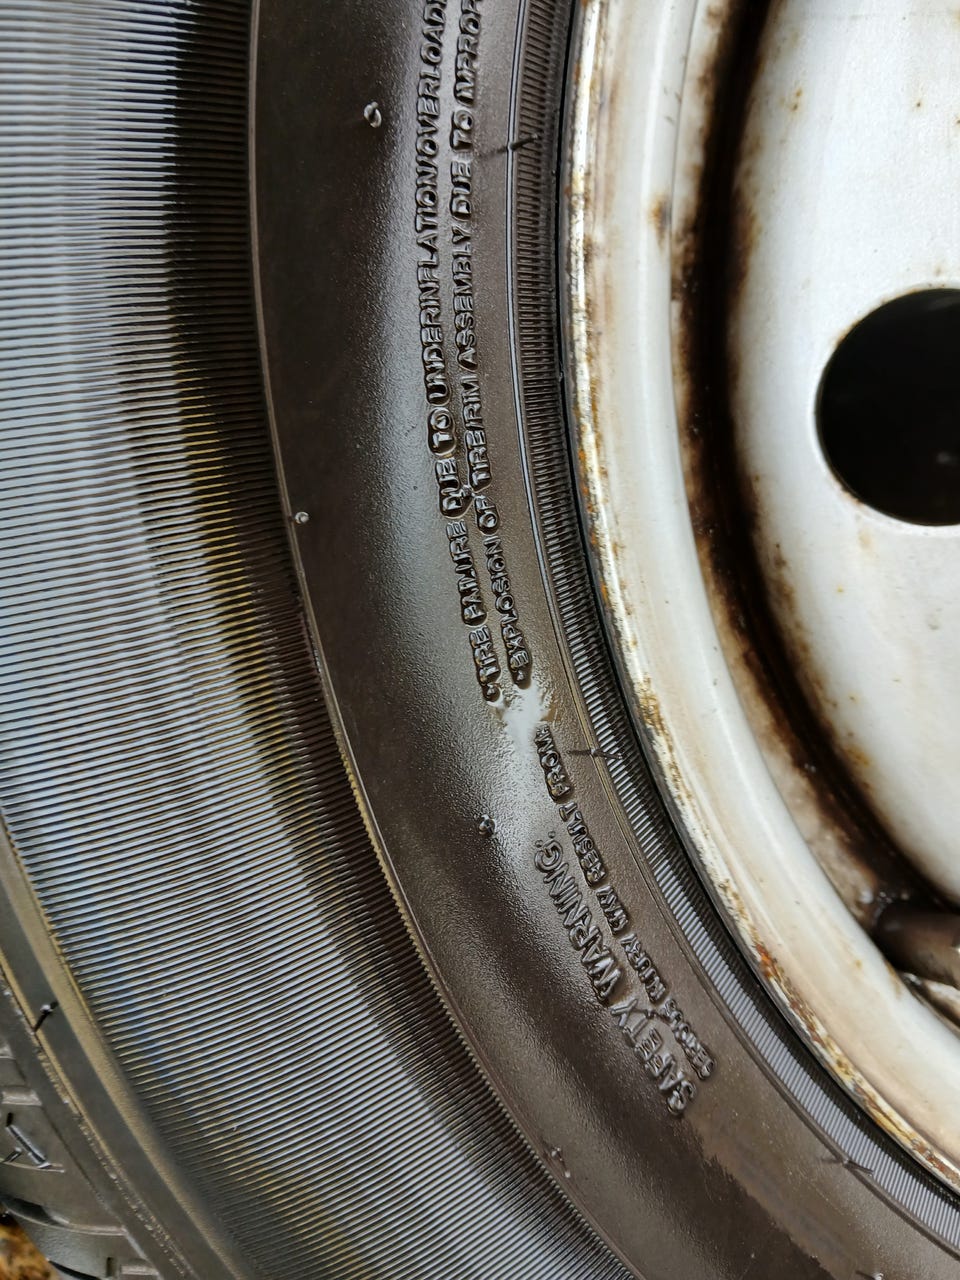 SAFETY WARNING.
SERIOUS INJURY MAY RESULT FROM:
• TIRE FAILURE DUE TO UNDERINFLATION/OVERLOADI
• EXPLOSION OF TIRE/RIM ASSEMBLY DUE TO IMPROP